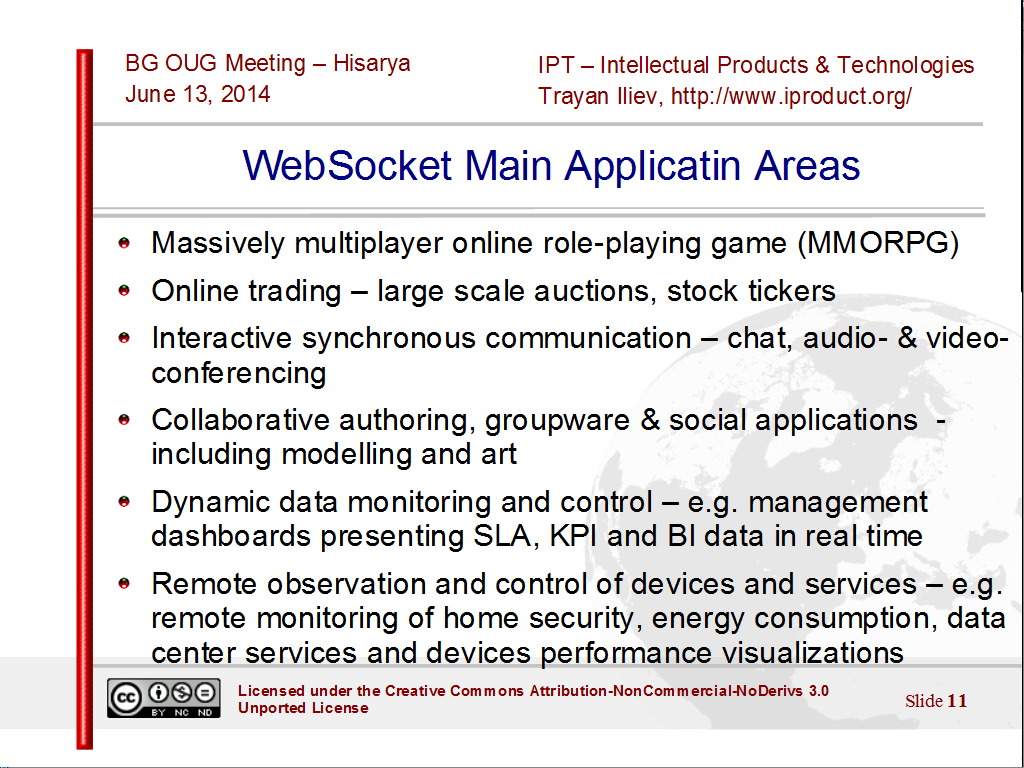 BG OUG Meeting – Hisarya
June 13, 2014
IPT – Intellectual Products & Technologies
Trayan Iliev, http://www.iproduct.org/
WebSocket Main Applicatin Areas
Massively multiplayer online role-playing game (MMORPG)
Online trading – large scale auctions, stock tickers
Interactive synchronous communication – chat, audio- & video-
conferencing
Collaborative authoring, groupware & social applications  -
including modelling and art
Dynamic data monitoring and control – e.g. management
dashboards presenting SLA, KPI and BI data in real time
Remote observation and control of devices and services – e.g.
remote monitoring of home security, energy consumption, data
center services and devices performance visualizations
cc
BY NC ND
Licensed under the Creative Commons Attribution-NonCommercial-NoDerivs 3.0
Unported License
Slide 11